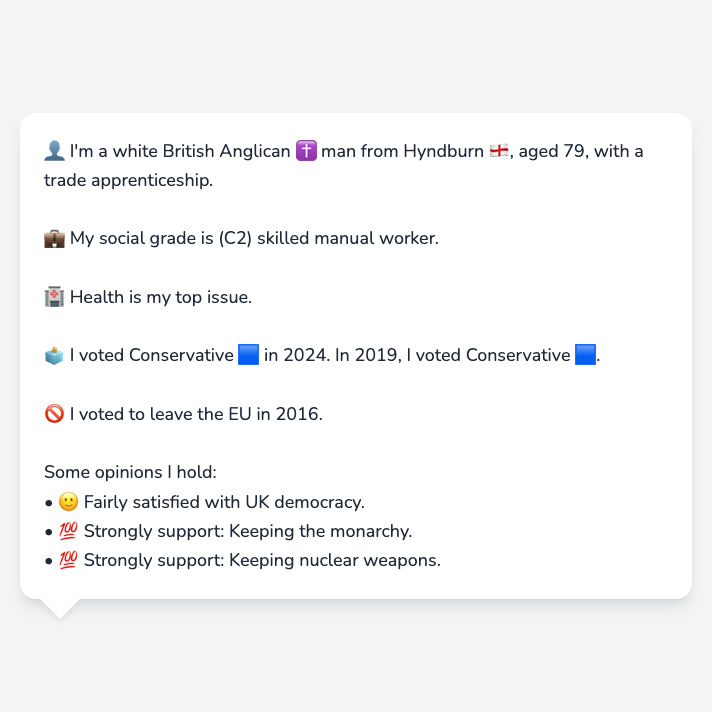 👤 I'm a white British Anglican ✝️ man from Hyndburn 🏴󠁧󠁢󠁥󠁮󠁧󠁿, aged 79, with a
trade apprenticeship.
💼 My social grade is (C2) skilled manual worker.
🏥 Health is my top issue.
🗳️ I voted Conservative 🟦 in 2024. In 2019, I voted Conservative 🟦.
🚫 I voted to leave the EU in 2016.
Some opinions I hold:
• 🙂 Fairly satisfied with UK democracy.
• 💯 Strongly support: Keeping the monarchy.
• 💯 Strongly support: Keeping nuclear weapons.